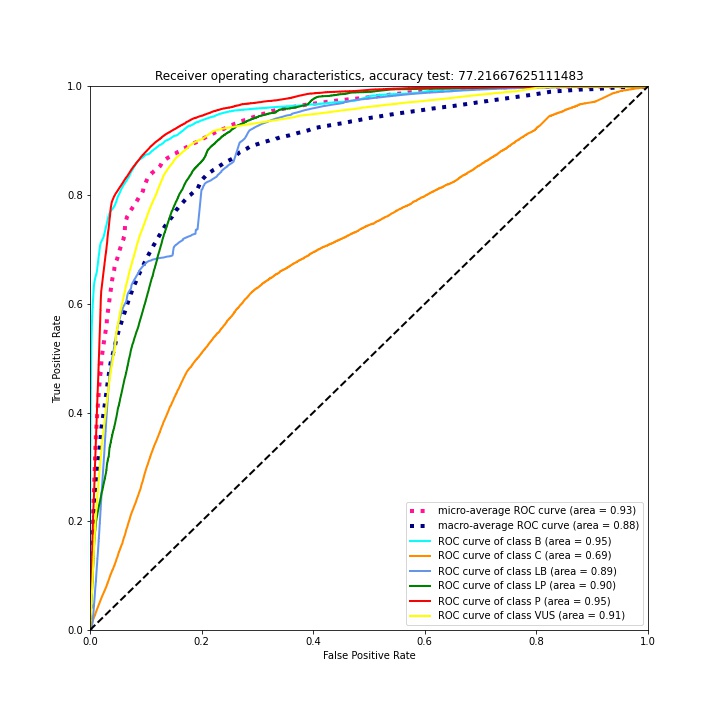 Receiver operating characteristics, accuracy test: 77.21667625111483
1.0
0.8
0.6
0.4
0.2
0.0
True Positive Rate
micro-average ROC curve (area = 0.93)
macro-average ROC curve (area = 0.88)
ROC curve of class B (area = 0.95)
ROC curve of class C (area = 0.69)
ROC curve of class LB (area = 0.89)
ROC curve of class LP (area = 0.90)
ROC curve of class P (area = 0.95)
ROC curve of class VUS (area = 0.91)
0.0 0.2 0.4 0.6 0.8 1.0
False Positive Rate